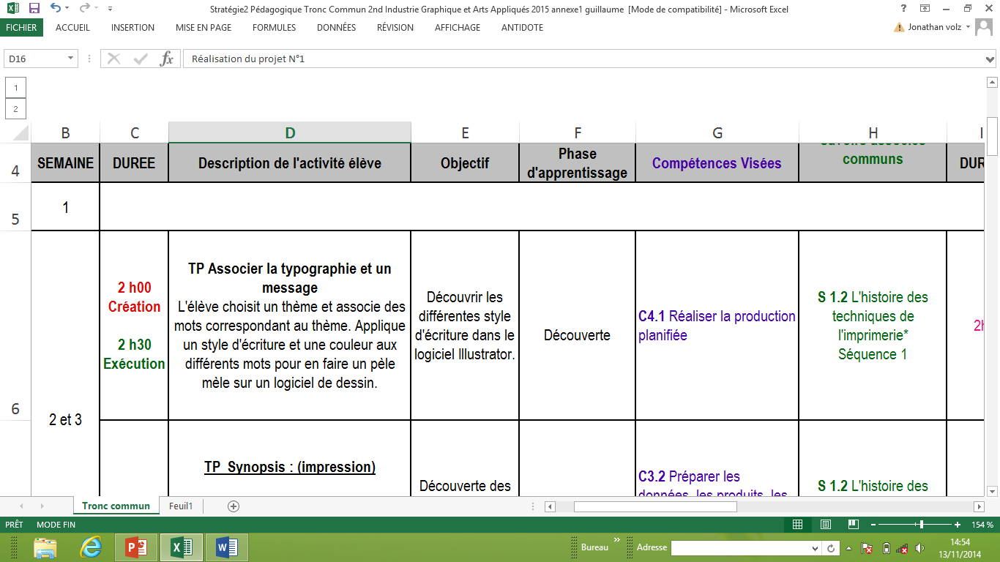 Stratégie2 Pédagogique Tronc Commun 2nd Industrie Graphique et Arts Appliqués 2015 annexe1 guillaume [Mode de compatibilité] - Microsoft Excel
FICHIER ACCUEIL INSERTION MISE EN PAGE FORMULES DONNÉES RÉVISION AFFICHAGE ANTIDOTE Jonathan volz
D16 fx Réalisation du projet N°1
1
2
B C D E F G H I
4 SEMAINE DUREE Description de l'activité élève Objectif Phase d'apprentissage Compétences Visées communs DUR
5 1
6
2 et 3
2 h00
Création
2 h30
Exécution
TP Associer la typographie et un
message
L'élève choisit un thème et associe des
mots correspondant au thème. Applique
un style d'écriture et une couleur aux
différents mots pour en faire un pèle
mèle sur un logiciel de dessin.
Découvrir les
différentes style
d'écriture dans le
logiciel Illustrator.
Découverte
C4.1 Réaliser la production
planifiée
S 1.2 L'histoire des
techniques de
l'imprimerie*
Séquence 1
2h
TP Synopsis : (impression)
Découverte des
C3.2 Préparer les
données, les produits, les
S 1.2 L'histoire des
Tronc commun Feuil1
PRÊT MODE FIN 154 %
Bureau Adresse 14:54
13/11/2014